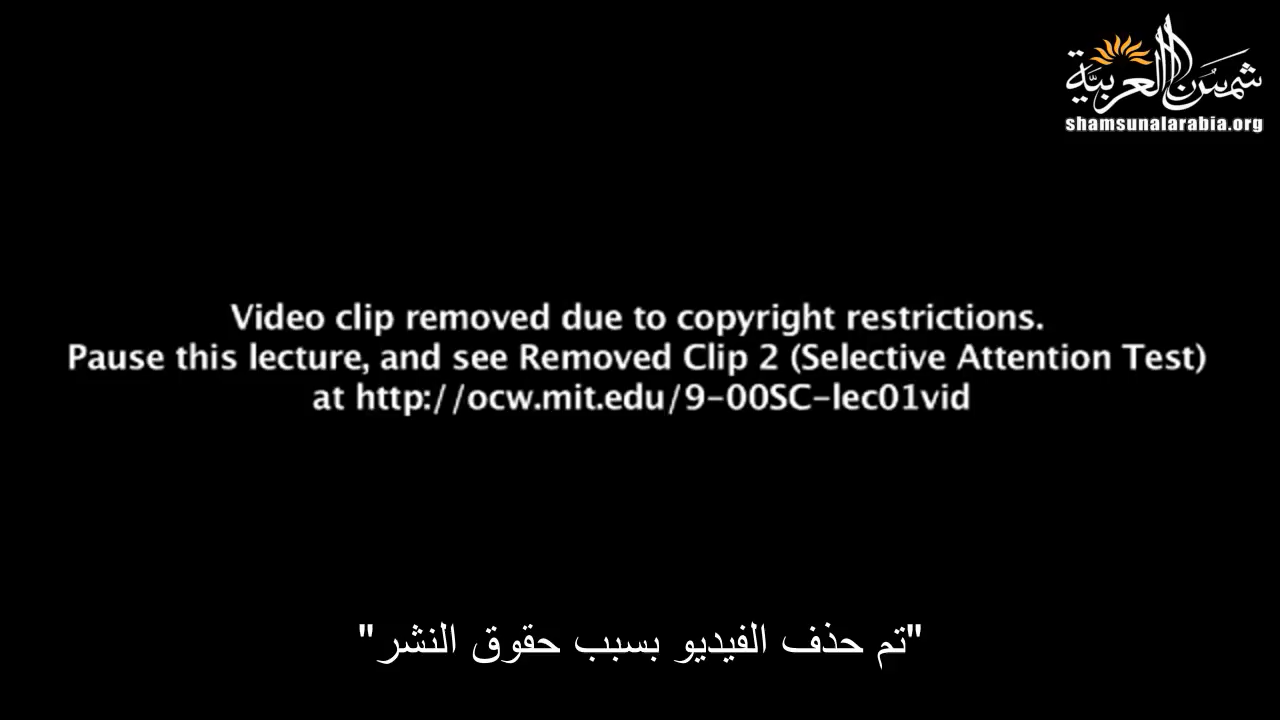 شمسٌ العربيّة
shamsunalarabia.org
Video clip removed due to copyright restrictions.
Pause this lecture, and see Removed Clip 2 (Selective Attention Test)
at http://ocw.mit.edu/9-00SC-lec01vid
"تم حذف الفيديو بسبب حقوق النشر"